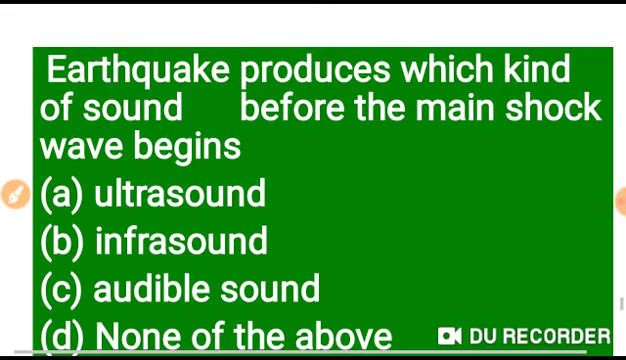 Earthquake produces which kind
of sound before the main shock
wave begins
(a) ultrasound
(b) infrasound
(c) audible sound
(d) None of the above
DU RECORDER